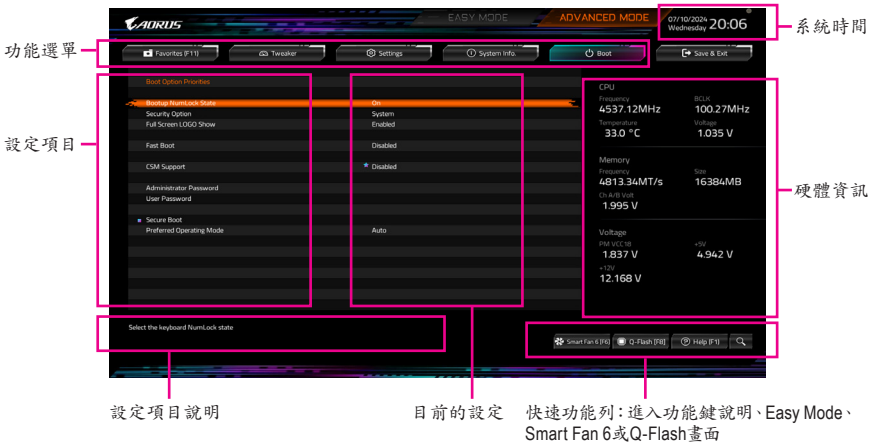 AORUS
EASY MODE
ADVANCED MODE
07/10/2024
Wednesday
20:06
系統時間
功能選單
Favorites (F11)
Tweaker
Settings
System Info.
Boot
Save & Exit
設定項目
Boot Option Priorities
Bootup NumLock State On
Security Option System
Full Screen LOGO Show Enabled
Fast Boot Disabled
CSM Support Disabled
Administrator Password
User Password
Secure Boot
Preferred Operating Mode Auto
硬體資訊
CPU
Frequency BCLK
4537.12MHz 100.27MHz
Temperature Voltage
33.0 °C 1.035 V
Memory
Frequency Size
4813.34MT/s 16384MB
Ch A/B Volt
1.995 V
Voltage
PM VCC18 +5V
1.837 V 4.942 V
+12V
12.168 V
Select the keyboard NumLock state
Smart Fan 6 [F6]
Q-Flash [F8]
Help (F1)
設定項目說明
目前的設定
快速功能列：進入功能鍵說明、Easy Mode、
Smart Fan 6或Q-Flash畫面